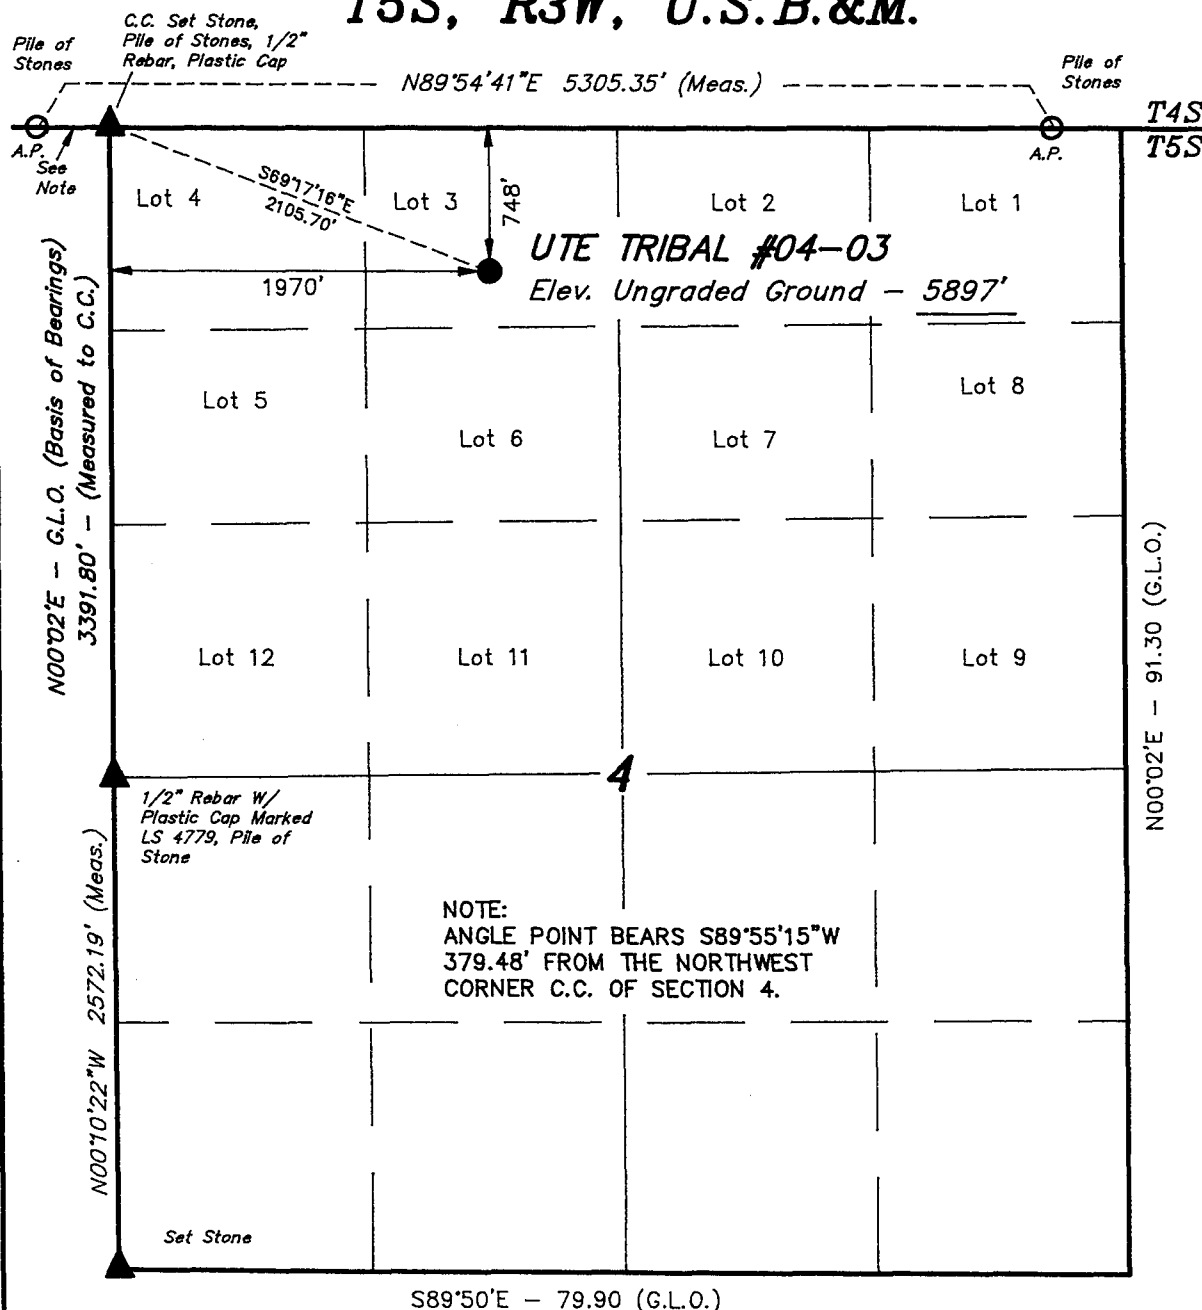 T5S, R3W, U.S.B.&M.
C.C. Set Stone,
Pile of Stones, 1/2"
Rebar, Plastic Cap
Pile of
Stones
Pile of
Stones
N89°54'41"E 5305.35' (Meas.)
T4S
T5S
A.P.
See
Note
A.P.
S69°17'16"E
2105.70'
748'
Lot 4
Lot 3
Lot 2
Lot 1
UTE TRIBAL #04-03
1970'
Elev. Ungraded Ground - 5897'
N00°02'E - G.L.O. (Basis of Bearings)
3391.80' - (Measured to C.C.)
Lot 5
Lot 6
Lot 7
Lot 8
Lot 12
Lot 11
Lot 10
Lot 9
N00°02'E - 91.30 (G.L.O.)
4
1/2" Rebar W/
Plastic Cap Marked
LS 4779, Pile of
Stone
N00°10'22"W 2572.19' (Meas.)
NOTE:
ANGLE POINT BEARS S89°55'15"W
379.48' FROM THE NORTHWEST
CORNER C.C. OF SECTION 4.
Set Stone
S89°50'E - 79.90 (G.L.O.)